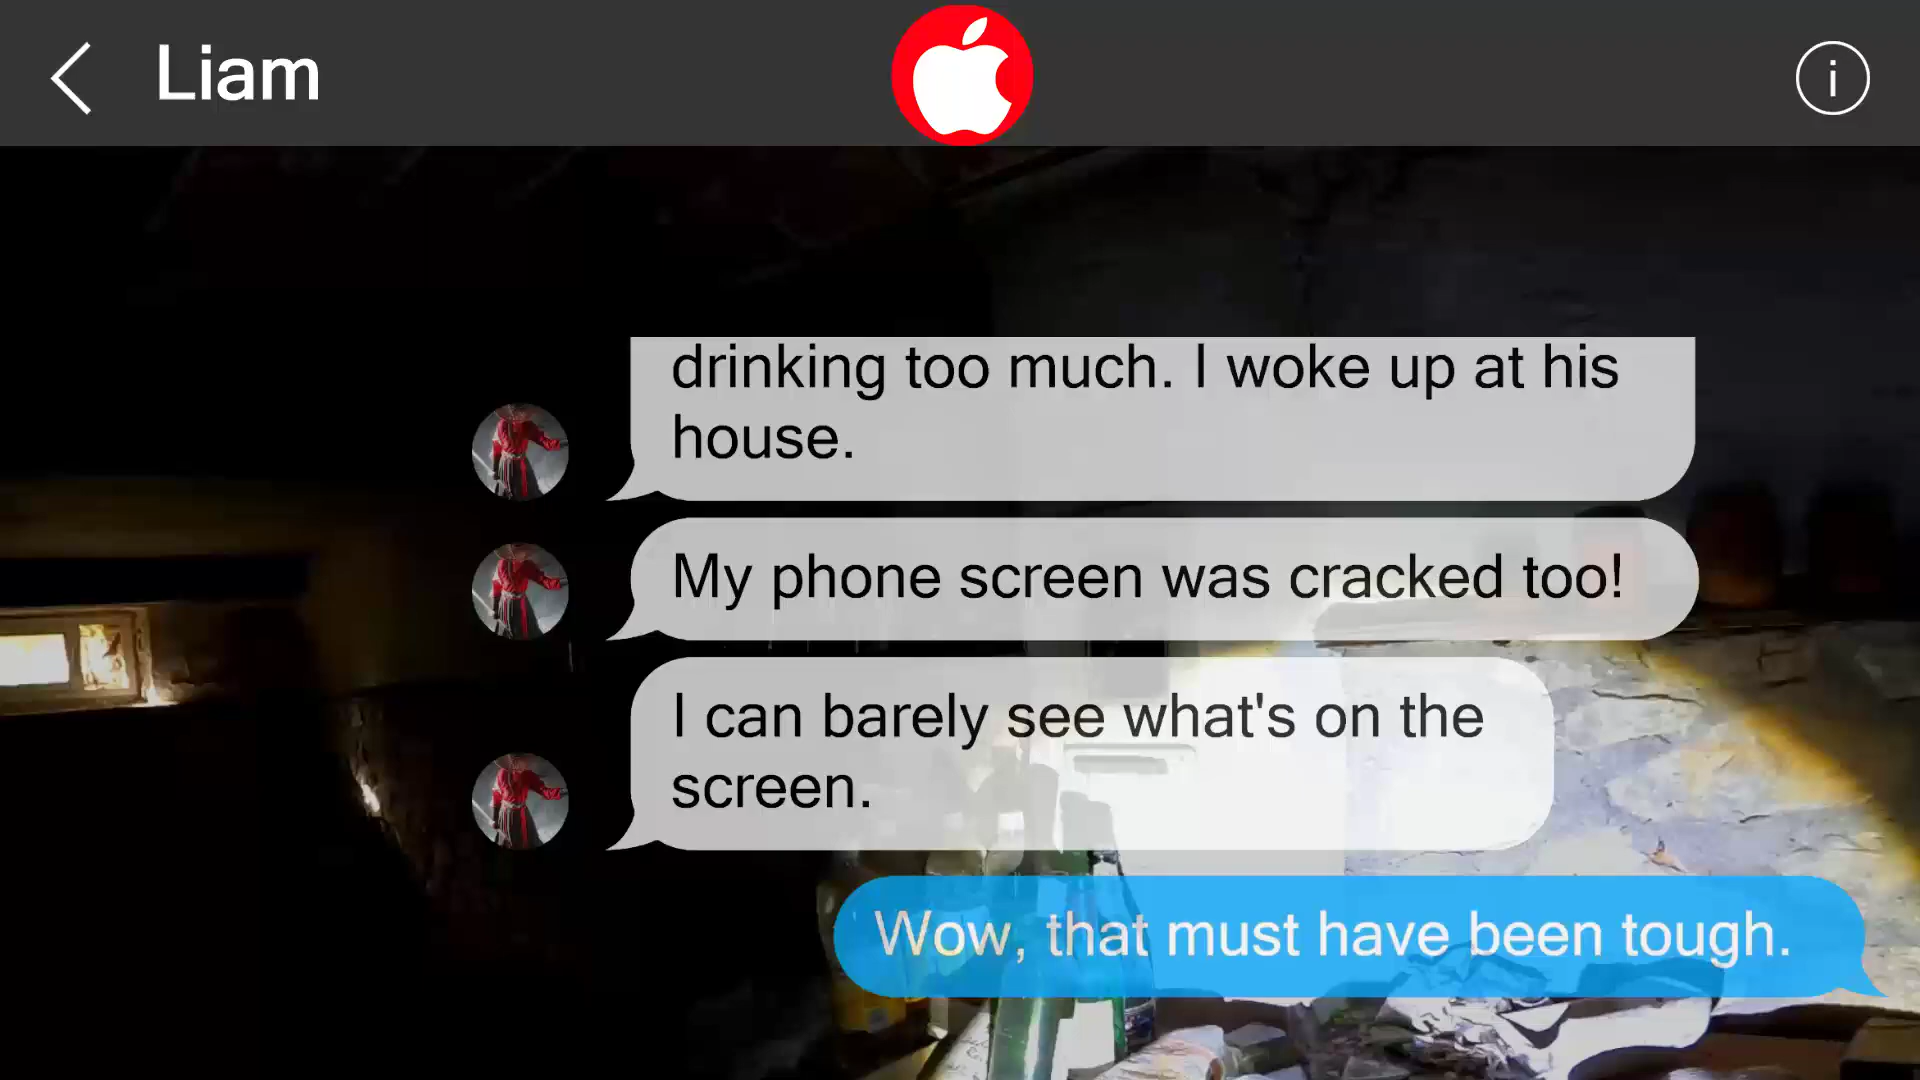 Liam
i
drinking too much. I woke up at his
house.
My phone screen was cracked too!
I can barely see what's on the
screen.
Wow, that must have been tough.